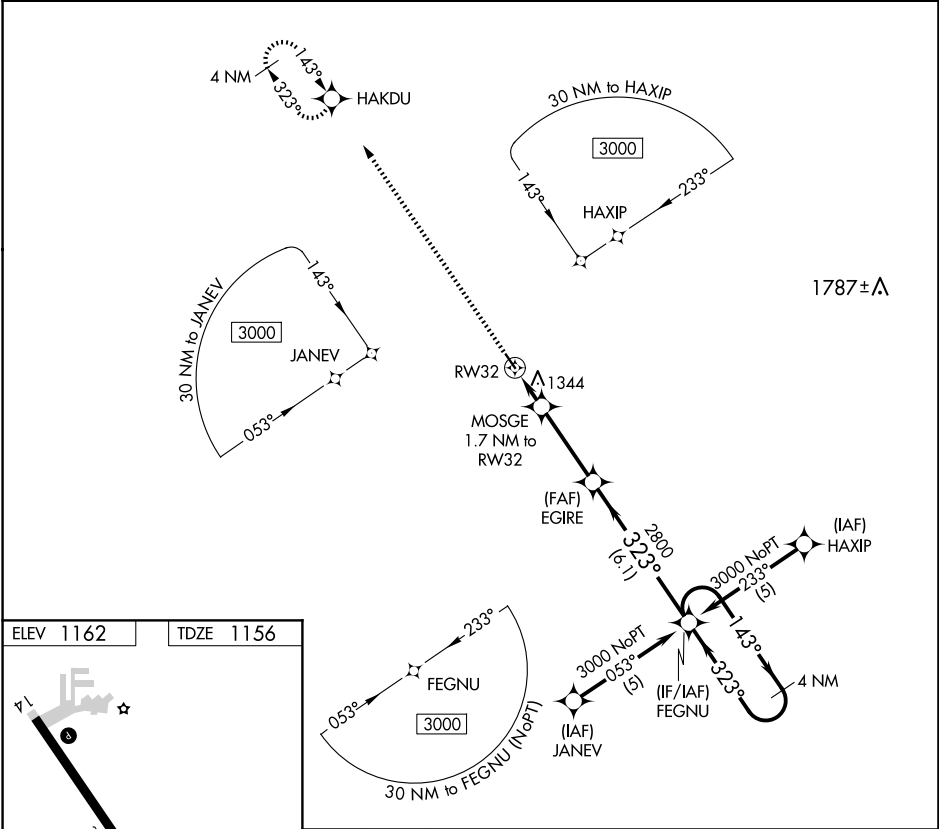 4 NM
143°
323°
HAKDU
30 NM to HAXIP
3000
143°
233°
HAXIP
1787±
30 NM to JANEV
143°
3000
JANEV
053°
RW32
1344
MOSGE
1.7 NM to
RW32
(FAF)
EGIRE
2800
323°
(6.1)
(IAF)
HAXIP
3000 NoPT
233°
(5)
143°
323°
4 NM
3000 NoPT
053°
(5)
(IF/IAF)
FEGNU
(IAF)
JANEV
233°
053°
FEGNU
3000
30 NM to FEGNU (NoPT)
ELEV 1162
TDZE 1156
14
P